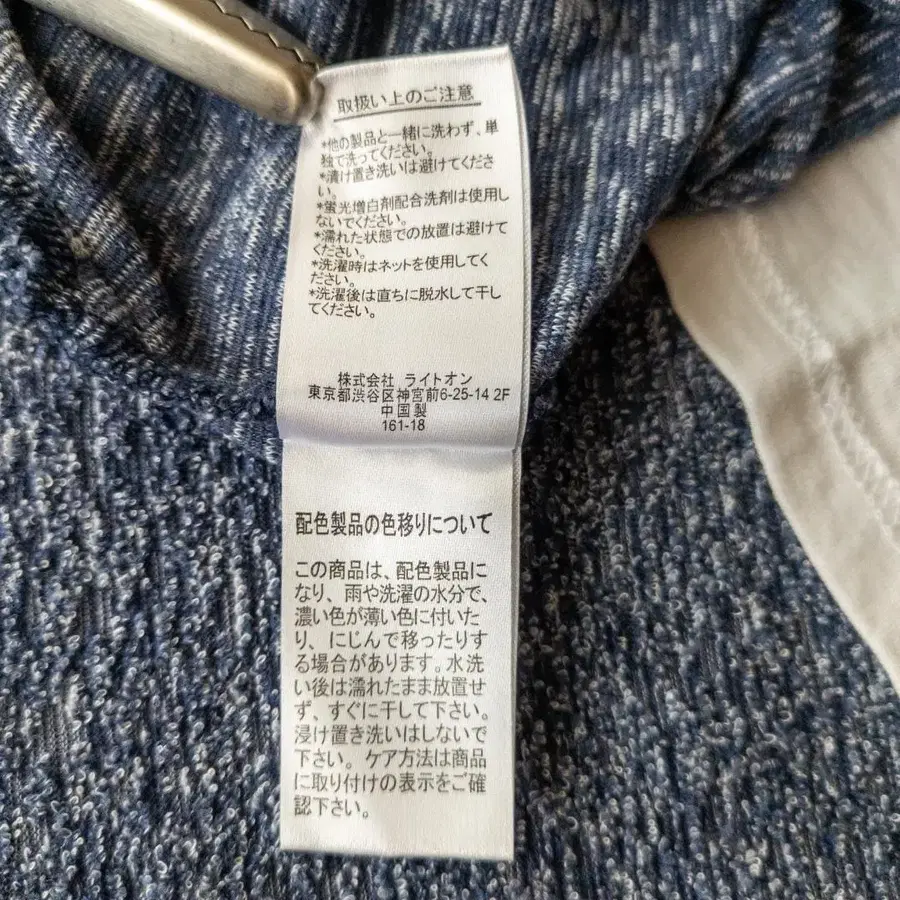 取扱い上のご注意
*他の製品と一緒に洗わず、単
独で洗ってください。
*漬け置き洗いは避けてくださ
い。
*蛍光増白剤配合洗剤は使用し
ないでください。
*濡れた状態での放置は避けて
ください。
*洗濯時はネットを使用してく
ださい。
*洗濯後は直ちに脱水して干し
てください。
株式会社 ライトオン
東京都渋谷区神宮前6-25-14 2F
中国製
161-18
配色製品の色移りについて
この商品は、配色製品に
なり、雨や洗濯の水分で、
濃い色が薄い色に付いた
り、にじんで移ったりす
る場合があります。水洗
い後は濡れたまま放置せ
ず、すぐに干して下さい。
浸け置き洗いはしないで
下さい。ケア方法は商品
に取り付けの表示をご確
認下さい。